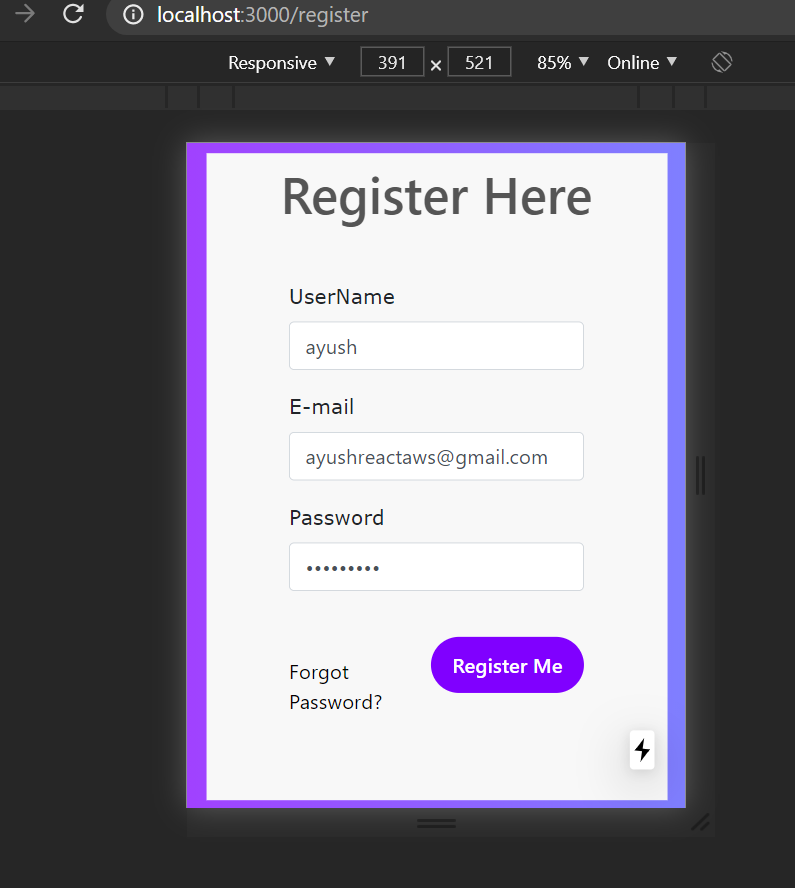 localhost:3000/register
Responsive ▼ 391 × 521 85% ▼ Online ▼
Register Here
UserName
ayush
E-mail
ayushreactaws@gmail.com
Password
•••••••••
Register Me
Forgot
Password?